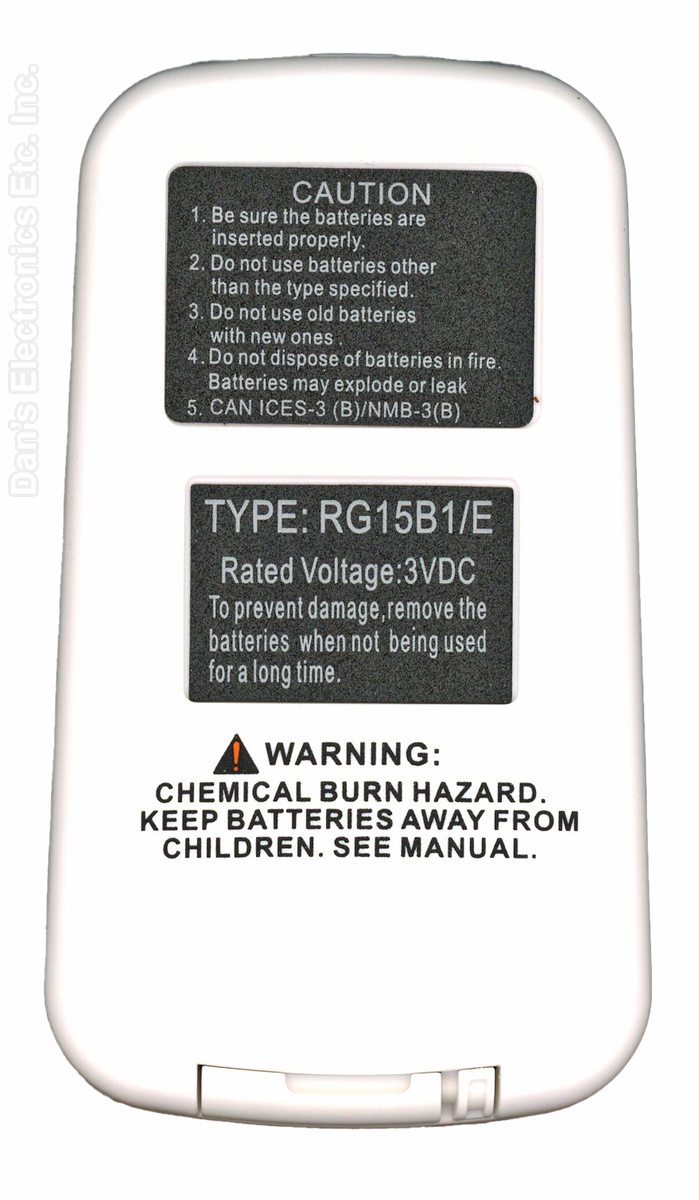 Dan's Electronics Etc. Inc.
CAUTION
1. Be sure the batteries are
inserted properly.
2. Do not use batteries other
than the type specified.
3. Do not use old batteries
with new ones .
4. Do not dispose of batteries in fire.
Batteries may explode or leak
5. CAN ICES-3 (B)/NMB-3(B)
TYPE: RG15B1/E
Rated Voltage:3VDC
To prevent damage,remove the
batteries when not being used
for a long time.
WARNING:
CHEMICAL BURN HAZARD.
KEEP BATTERIES AWAY FROM
CHILDREN. SEE MANUAL.